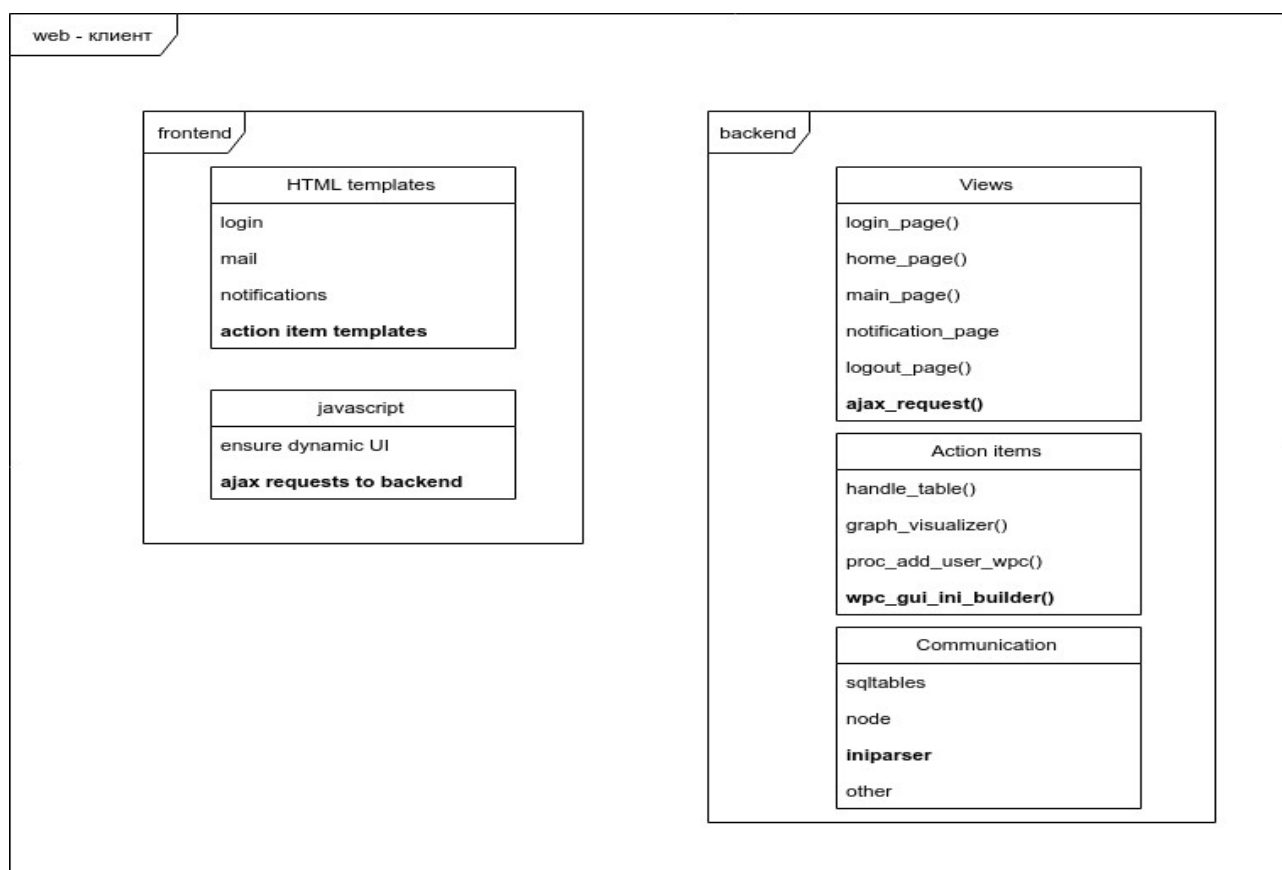 web - клиент
frontend
HTML templates
login
mail
notifications
action item templates
javascript
ensure dynamic UI
ajax requests to backend
backend
Views
login_page()
home_page()
main_page()
notification_page
logout_page()
ajax_request()
Action items
handle_table()
graph_visualizer()
proc_add_user_wpc()
wpc_gui_ini_builder()
Communication
sqltables
node
iniparser
other